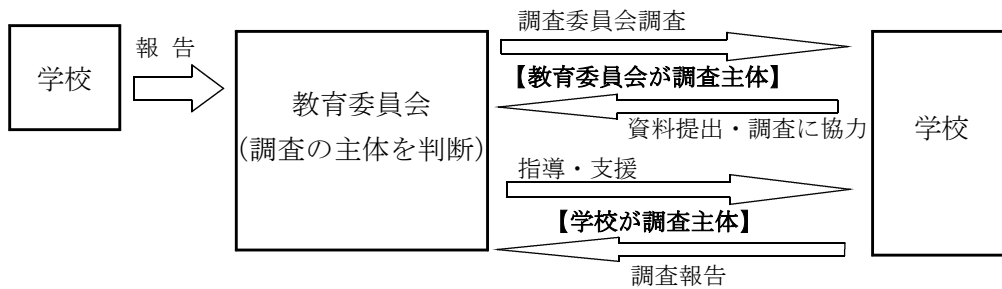 報 告
学校
教育委員会
(調査の主体を判断)
調査委員会調査
【教育委員会が調査主体】
資料提出・調査に協力
指導・支援
【学校が調査主体】
調査報告
学校